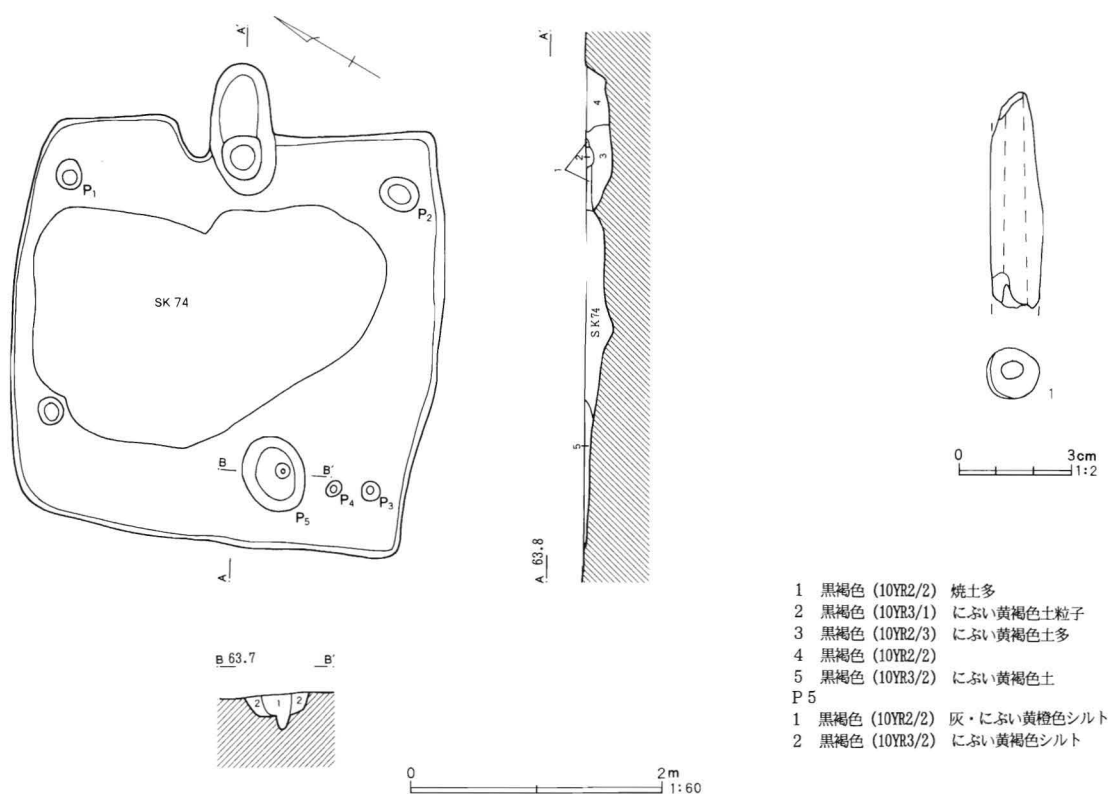 A'
P1
P2
SK 74
B
B'
P4
P3
P5
A
A'
4
3
2
1
SK74
5
A 63.8
B 63.7
B'
2
1
2
1
0
3cm
1:2
0
2m
1:60
1 黒褐色 (10YR2/2) 焼土多
2 黒褐色 (10YR3/1) にぶい黄褐色土粒子
3 黒褐色 (10YR2/3) にぶい黄褐色土多
4 黒褐色 (10YR2/2)
5 黒褐色 (10YR3/2) にぶい黄褐色土
P 5
1 黒褐色 (10YR2/2) 灰・にぶい黄橙色シルト
2 黒褐色 (10YR3/2) にぶい黄褐色シルト